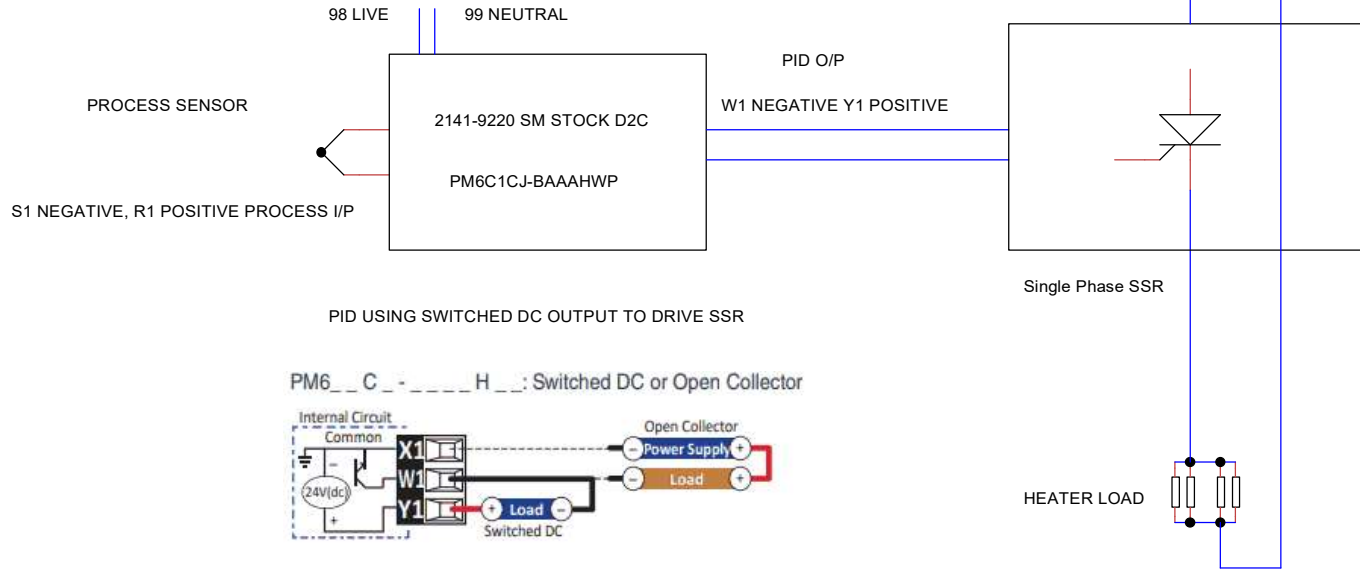 98 LIVE
99 NEUTRAL
PID O/P
PROCESS SENSOR
2141-9220 SM STOCK D2C
W1 NEGATIVE Y1 POSITIVE
PM6C1CJ-BAAAHWP
S1 NEGATIVE, R1 POSITIVE PROCESS I/P
Single Phase SSR
PID USING SWITCHED DC OUTPUT TO DRIVE SSR
PM6_ _ C _ - _ _ _ _ H _ _: Switched DC or Open Collector
Internal Circuit
Common
Open Collector
X1
- Power Supply +
W1
- Load +
24V(dc)
Y1
+ Load -
Switched DC
HEATER LOAD